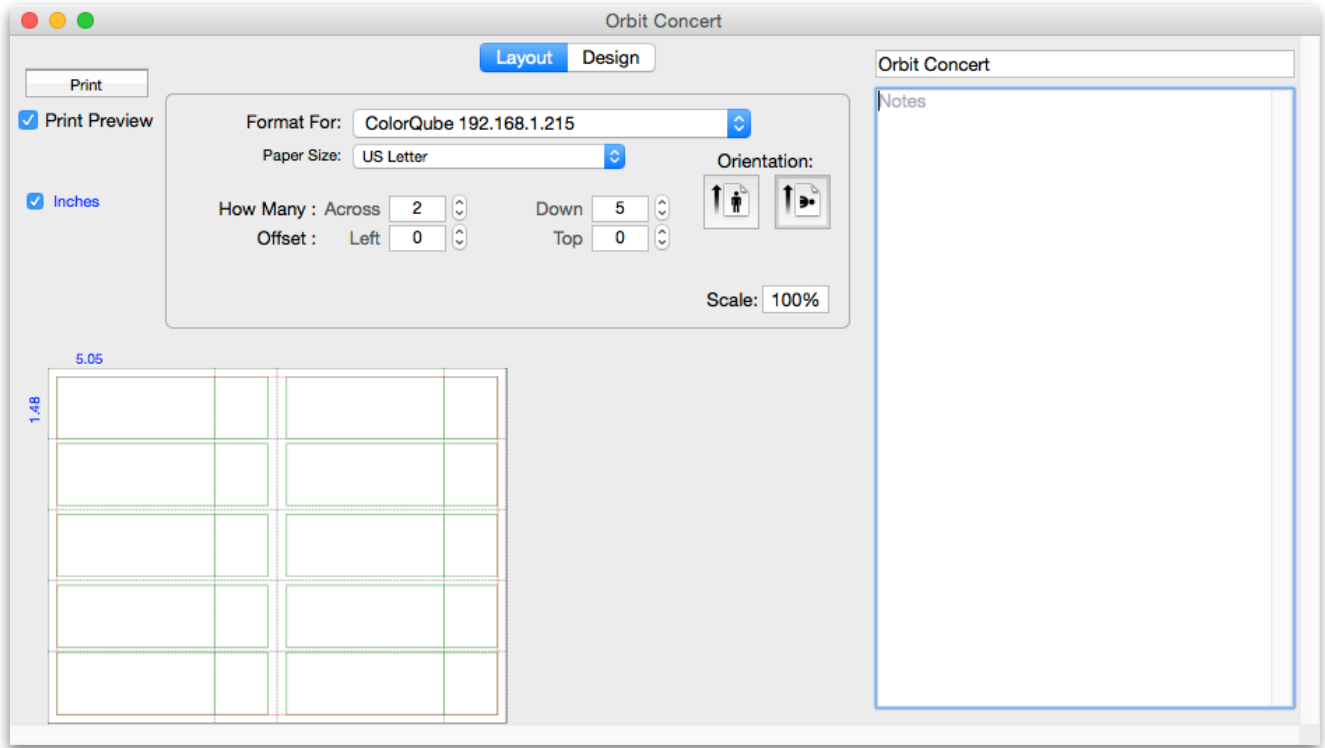 Orbit Concert
Layout Design
Orbit Concert
Print
Notes
Print Preview
Format For: ColorQube 192.168.1.215
Paper Size: US Letter
Orientation:
Inches
How Many : Across 2 Down 5
Offset : Left 0 Top 0
Scale: 100%
5.05
1.48